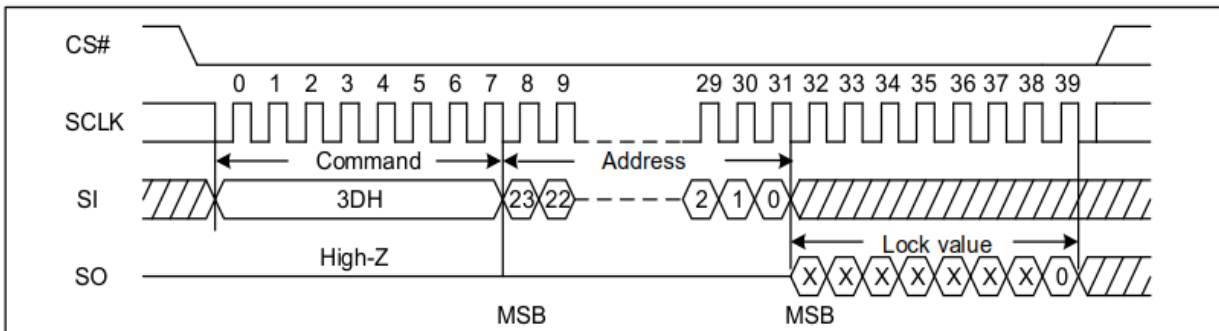 CS#
0 1 2 3 4 5 6 7 8 9 29 30 31 32 33 34 35 36 37 38 39
SCLK
Command Address
SI 3DH 23 22 2 1 0
High-Z Lock value
SO X X X X X X X 0
MSB MSB